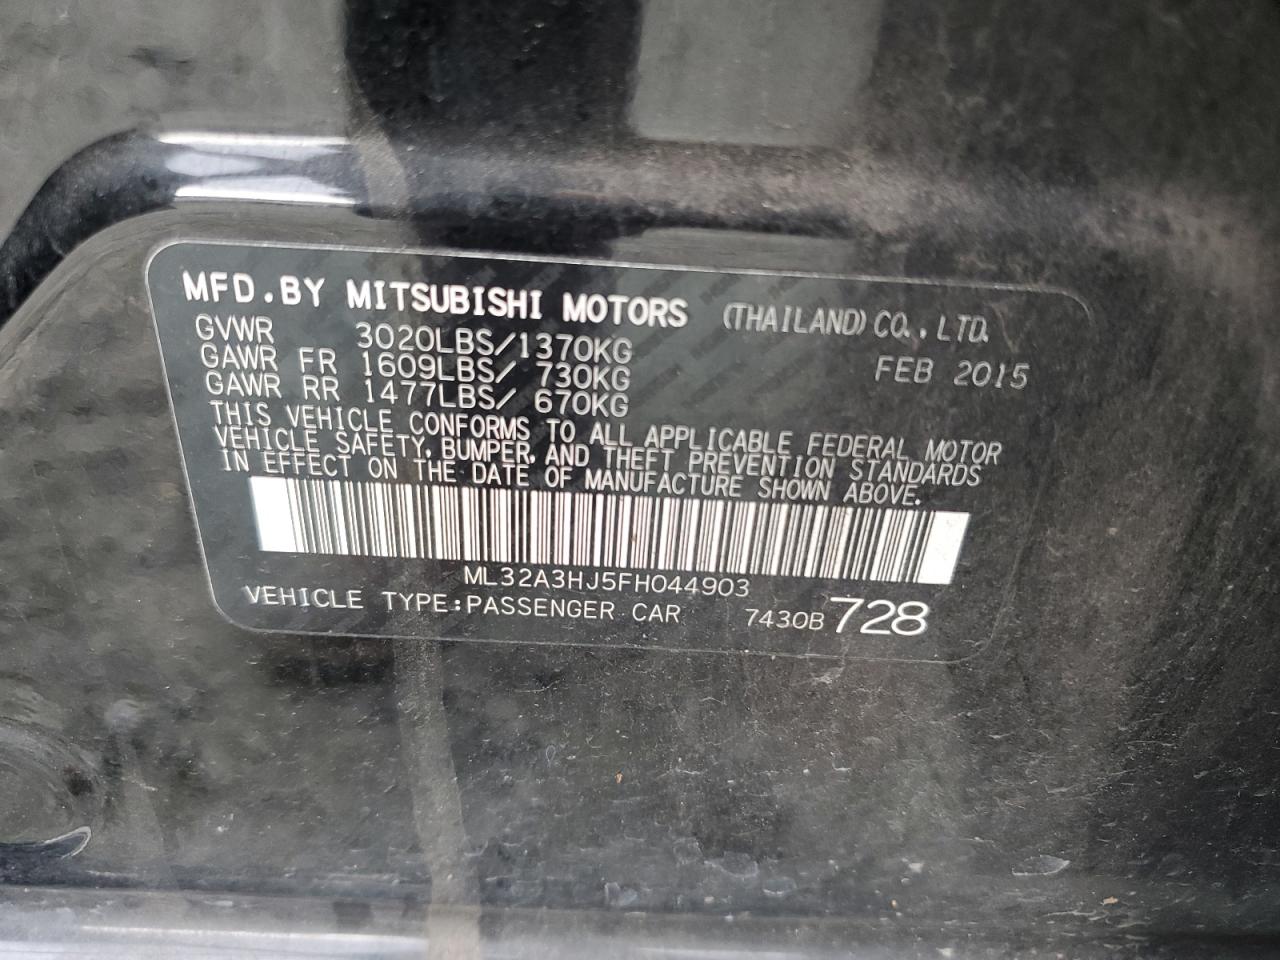 MFD.BY MITSUBISHI MOTORS (THAILAND) CO., LTD.
GVWR 3020LBS/1370KG FEB 2015
GAWR FR 1609LBS/ 730KG
GAWR RR 1477LBS/ 670KG
THIS VEHICLE CONFORMS TO ALL APPLICABLE FEDERAL MOTOR
VEHICLE SAFETY, BUMPER, AND THEFT PREVENTION STANDARDS
IN EFFECT ON THE DATE OF MANUFACTURE SHOWN ABOVE.
ML32A3HJ5FH044903
VEHICLE TYPE:PASSENGER CAR 7430B 728